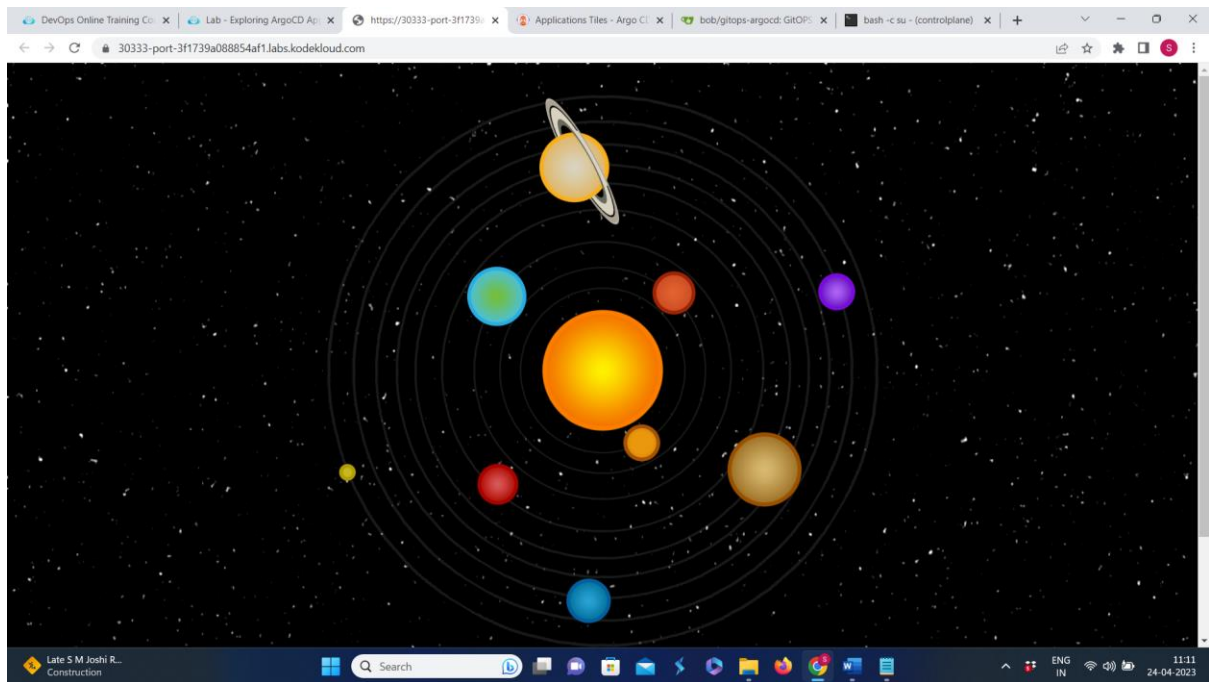 DevOps Online Training Co
Lab - Exploring ArgoCD Ap
https://30333-port-3f1739
Applications Tiles - Argo C
bob/gitops-argocd: GitOPS
bash -c su - (controlplane)
30333-port-3f1739a088854af1.labs.kodekloud.com
S
Late S M Joshi R...
Construction
Search
ENG
IN
11:11
24-04-2023